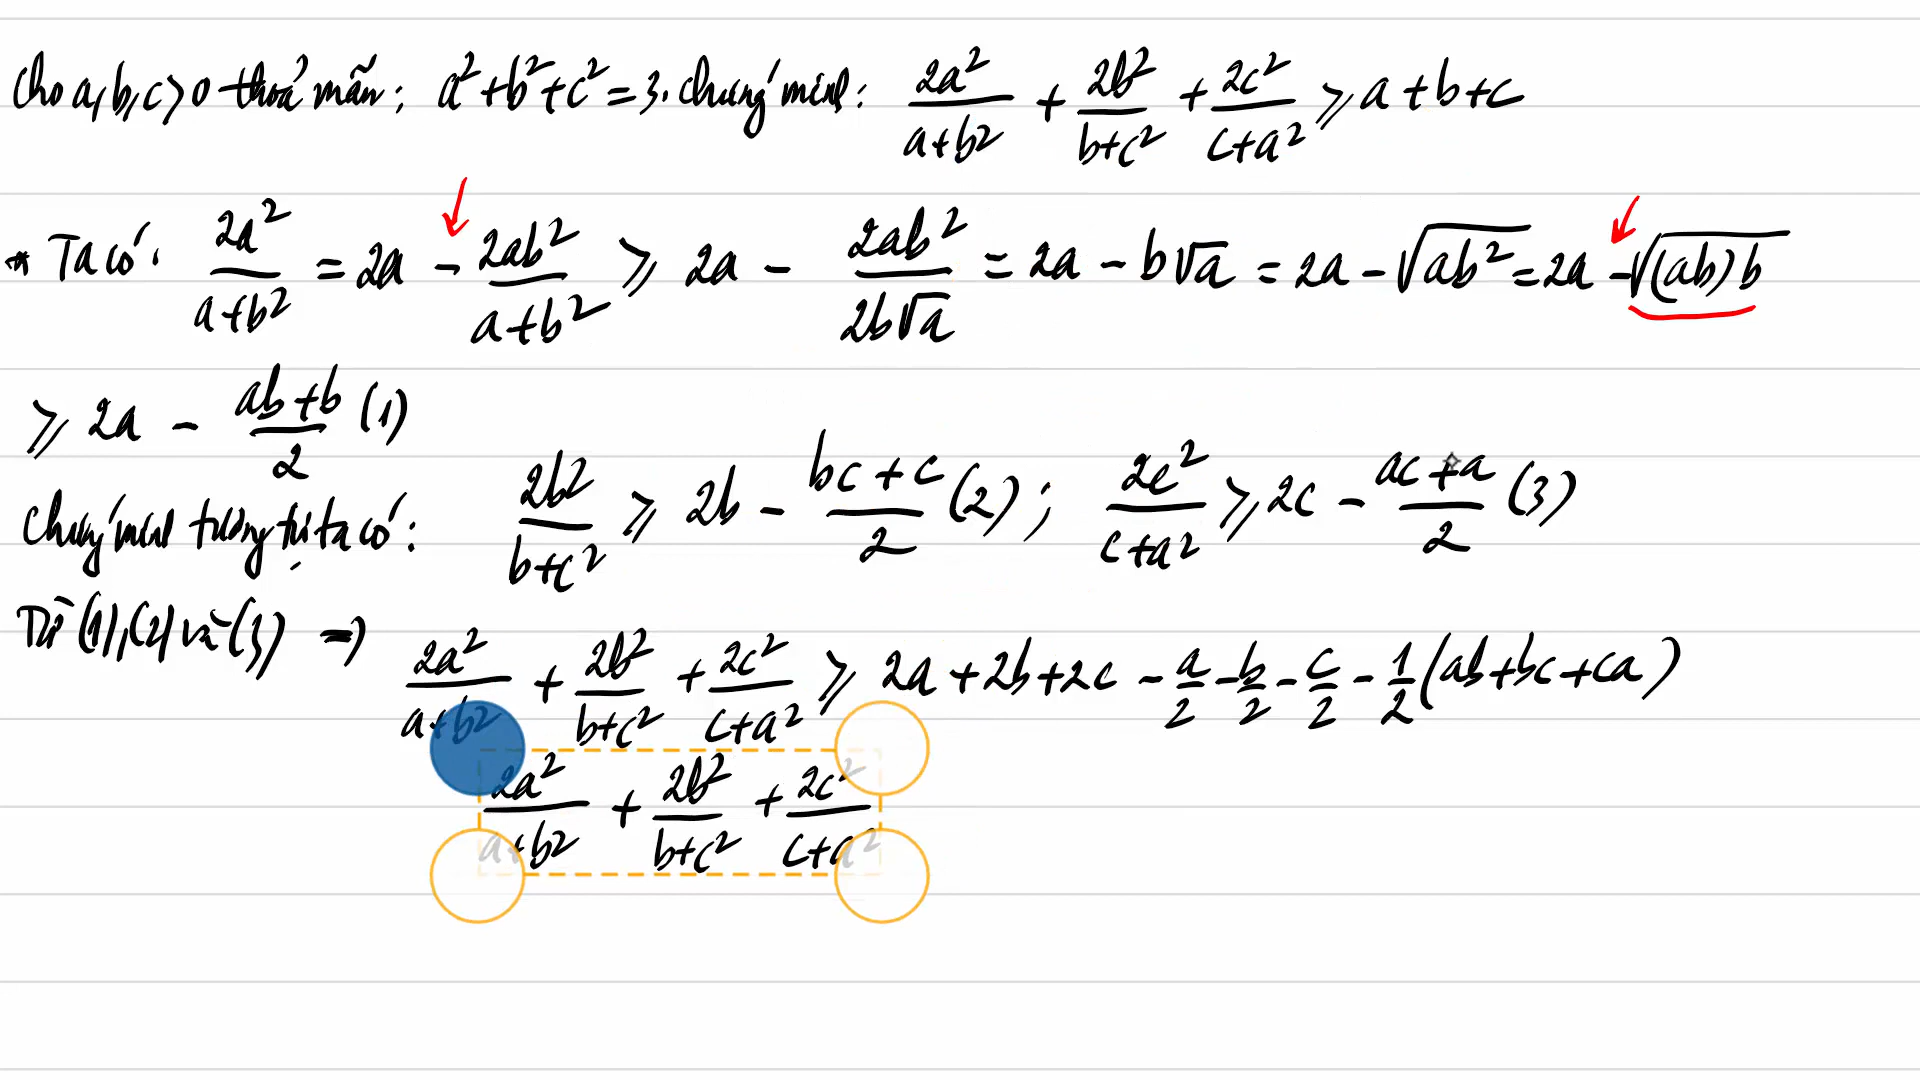 Cho a,b,c>0 thoả mãn: a²+b²+c²=3. Chứng minh: 2a²/(a+b²) + 2b²/(b+c²) + 2c²/(c+a²) ⩾ a+b+c
* Ta có: 2a²/(a+b²) = 2a - 2ab²/(a+b²) ⩾ 2a - 2ab²/(2b√a) = 2a - b√a = 2a - √(ab²) = 2a - √((ab)b)
⩾ 2a - (ab+b)/2 (1)
Chứng minh tương tự ta có: 2b²/(b+c²) ⩾ 2b - (bc+c)/2 (2); 2c²/(c+a²) ⩾ 2c - (ac+a)/2 (3)
Từ (1),(2) và (3) ⇒ 2a²/(a+b²) + 2b²/(b+c²) + 2c²/(c+a²) ⩾ 2a+2b+2c - a/2 - b/2 - c/2 - 1/2(ab+bc+ca)
2a²/(a+b²) + 2b²/(b+c²) + 2c²/(c+a²)